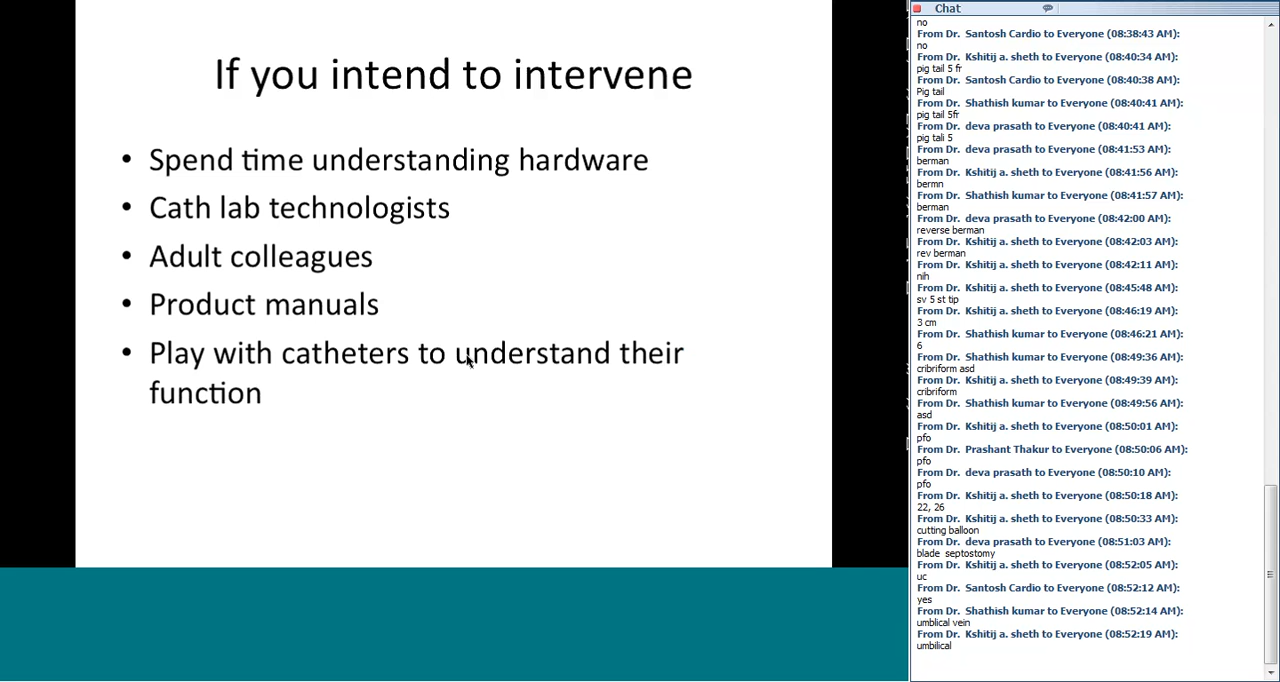 If you intend to intervene
• Spend time understanding hardware
• Cath lab technologists
• Adult colleagues
• Product manuals
• Play with catheters to understand their
function
Chat
no
From Dr. Santosh Cardio to Everyone (08:38:43 AM):
no
From Dr. Kshitij a. sheth to Everyone (08:40:34 AM):
pig tail 5 fr
From Dr. Santosh Cardio to Everyone (08:40:38 AM):
Pig tail
From Dr. Shathish kumar to Everyone (08:40:41 AM):
pig tail 5fr
From Dr. deva prasath to Everyone (08:40:41 AM):
pig tali 5
From Dr. deva prasath to Everyone (08:41:53 AM):
berman
From Dr. Kshitij a. sheth to Everyone (08:41:56 AM):
bermn
From Dr. Shathish kumar to Everyone (08:41:57 AM):
berman
From Dr. deva prasath to Everyone (08:42:00 AM):
reverse berman
From Dr. Kshitij a. sheth to Everyone (08:42:03 AM):
rev berman
From Dr. Kshitij a. sheth to Everyone (08:42:11 AM):
nih
From Dr. Kshitij a. sheth to Everyone (08:45:48 AM):
sv 5 st tip
From Dr. Kshitij a. sheth to Everyone (08:46:19 AM):
3 cm
From Dr. Shathish kumar to Everyone (08:46:21 AM):
6
From Dr. Shathish kumar to Everyone (08:49:36 AM):
cribriform asd
From Dr. Kshitij a. sheth to Everyone (08:49:39 AM):
cribriform
From Dr. Shathish kumar to Everyone (08:49:56 AM):
asd
From Dr. Kshitij a. sheth to Everyone (08:50:01 AM):
pfo
From Dr. Prashant Thakur to Everyone (08:50:06 AM):
pfo
From Dr. deva prasath to Everyone (08:50:10 AM):
pfo
From Dr. Kshitij a. sheth to Everyone (08:50:18 AM):
22, 26
From Dr. Kshitij a. sheth to Everyone (08:50:33 AM):
cutting balloon
From Dr. deva prasath to Everyone (08:51:03 AM):
blade septostomy
From Dr. Kshitij a. sheth to Everyone (08:52:05 AM):
uc
From Dr. Santosh Cardio to Everyone (08:52:12 AM):
yes
From Dr. Shathish kumar to Everyone (08:52:14 AM):
umblical vein
From Dr. Kshitij a. sheth to Everyone (08:52:19 AM):
umbilical